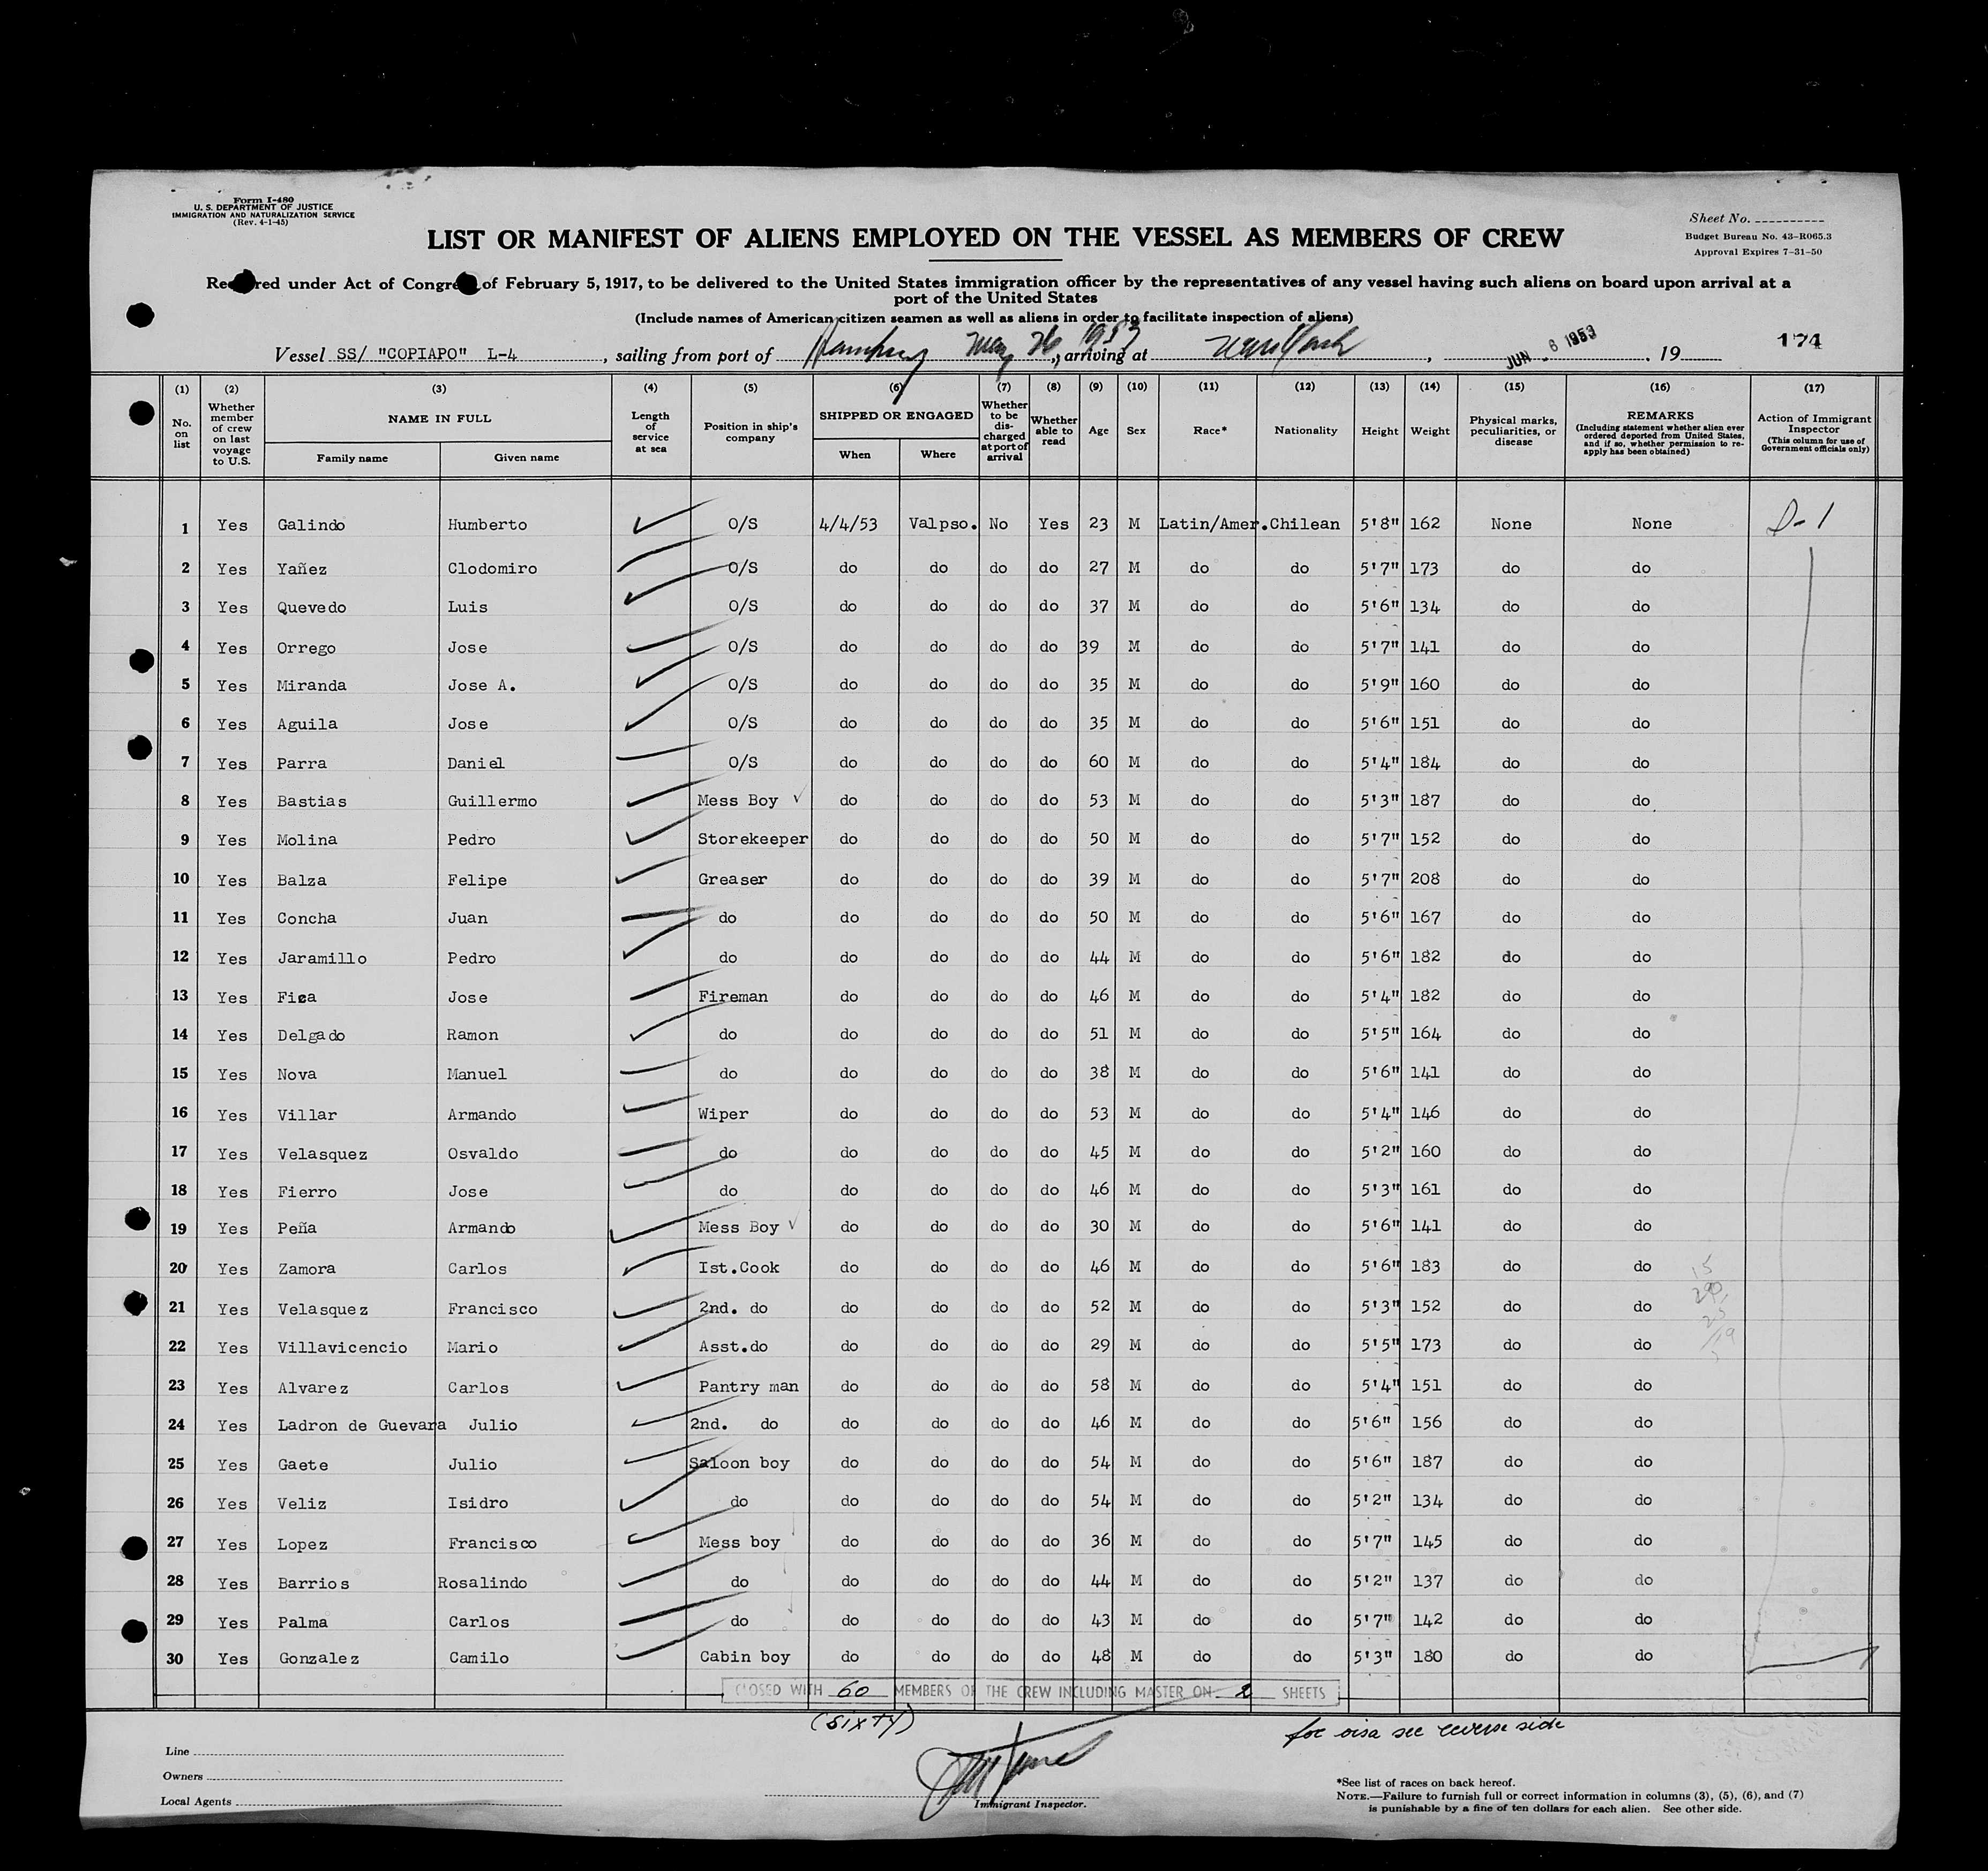 Form I-480
U. S. DEPARTMENT OF JUSTICE
IMMIGRATION AND NATURALIZATION SERVICE
(Rev. 4-1-45)
Sheet No.
Budget Bureau No. 43-R065.3
Approval Expires 7-31-50
LIST OR MANIFEST OF ALIENS EMPLOYED ON THE VESSEL AS MEMBERS OF CREW
Required under Act of Congress of February 5, 1917, to be delivered to the United States immigration officer by the representatives of any vessel having such aliens on board upon arrival at a
port of the United States
(Include names of American citizen seamen as well as aliens in order to facilitate inspection of aliens)
Vessel SS/ "COPIAPO" L-4, sailing from port of Hamburg May 26, 1953, arriving at New York, JUN 6 1953, 19 174
(1) (2) (3) (4) (5) (6) (7) (8) (9) (10) (11) (12) (13) (14) (15) (16) (17)
No. on list
Whether member of crew on last voyage to U.S.
NAME IN FULL
Family name Given name
Length of service at sea
Position in ship's company
SHIPPED OR ENGAGED
When Where
Whether to be discharged at port of arrival
Whether able to read
Age Sex Race* Nationality Height Weight
Physical marks, peculiarities, or disease
REMARKS
(Including statement whether alien ever ordered deported from United States, and if so, whether permission to re-apply has been obtained)
Action of Immigrant Inspector
(This column for use of Government officials only)
1 Yes Galindo Humberto O/S 4/4/53 Valpso. No Yes 23 M Latin/Amer. Chilean 5'8" 162 None None D-1
2 Yes Yañez Clodomiro O/S do do do do 27 M do do 5'7" 173 do do
3 Yes Quevedo Luis O/S do do do do 37 M do do 5'6" 134 do do
4 Yes Orrego Jose O/S do do do do 39 M do do 5'7" 141 do do
5 Yes Miranda Jose A. O/S do do do do 35 M do do 5'9" 160 do do
6 Yes Aguila Jose O/S do do do do 35 M do do 5'6" 151 do do
7 Yes Parra Daniel O/S do do do do 60 M do do 5'4" 184 do do
8 Yes Bastias Guillermo Mess Boy do do do do 53 M do do 5'3" 187 do do
9 Yes Molina Pedro Storekeeper do do do do 50 M do do 5'7" 152 do do
10 Yes Balza Felipe Greaser do do do do 39 M do do 5'7" 208 do do
11 Yes Concha Juan do do do do do 50 M do do 5'6" 167 do do
12 Yes Jaramillo Pedro do do do do do 44 M do do 5'6" 182 do do
13 Yes Fica Jose Fireman do do do do 46 M do do 5'4" 182 do do
14 Yes Delgado Ramon do do do do do 51 M do do 5'5" 164 do do
15 Yes Nova Manuel do do do do do 38 M do do 5'6" 141 do do
16 Yes Villar Armando Wiper do do do do 53 M do do 5'4" 146 do do
17 Yes Velasquez Osvaldo do do do do do 45 M do do 5'2" 160 do do
18 Yes Fierro Jose do do do do do 46 M do do 5'3" 161 do do
19 Yes Peña Armando Mess Boy do do do do 30 M do do 5'6" 141 do do
20 Yes Zamora Carlos Ist.Cook do do do do 46 M do do 5'6" 183 do do
21 Yes Velasquez Francisco 2nd. do do do do do 52 M do do 5'3" 152 do do
22 Yes Villavicencio Mario Asst.do do do do do 29 M do do 5'5" 173 do do
23 Yes Alvarez Carlos Pantry man do do do do 58 M do do 5'4" 151 do do
24 Yes Ladron de Guevara Julio 2nd. do do do do do 46 M do do 5'6" 156 do do
25 Yes Gaete Julio Saloon boy do do do do 54 M do do 5'6" 187 do do
26 Yes Veliz Isidro do do do do do 54 M do do 5'2" 134 do do
27 Yes Lopez Francisco Mess boy do do do do 36 M do do 5'7" 145 do do
28 Yes Barrios Rosalindo do do do do do 44 M do do 5'2" 137 do do
29 Yes Palma Carlos do do do do do 43 M do do 5'7" 142 do do
30 Yes Gonzalez Camilo Cabin boy do do do do 48 M do do 5'3" 180 do do
CLOSED WITH 60 MEMBERS OF THE CREW INCLUDING MASTER ON 2 SHEETS
(SIXTY)
for visa see reverse side
Line
Owners
Local Agents
Immigrant Inspector.
*See list of races on back hereof.
NOTE.—Failure to furnish full or correct information in columns (3), (5), (6), and (7)
is punishable by a fine of ten dollars for each alien. See other side.